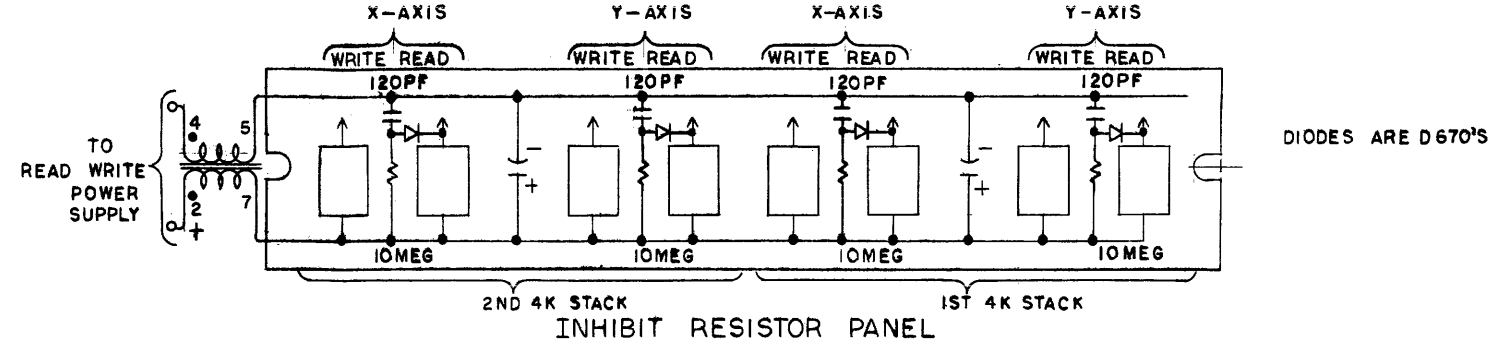 X-AXIS Y-AXIS X-AXIS Y-AXIS
WRITE READ WRITE READ WRITE READ WRITE READ
120PF 120PF 120PF 120PF
4 5
TO
READ WRITE
POWER
SUPPLY
2 7
+
- +
- +
DIODES ARE D670'S
10MEG 10MEG 10MEG 10MEG
2ND 4K STACK 1ST 4K STACK
INHIBIT RESISTOR PANEL